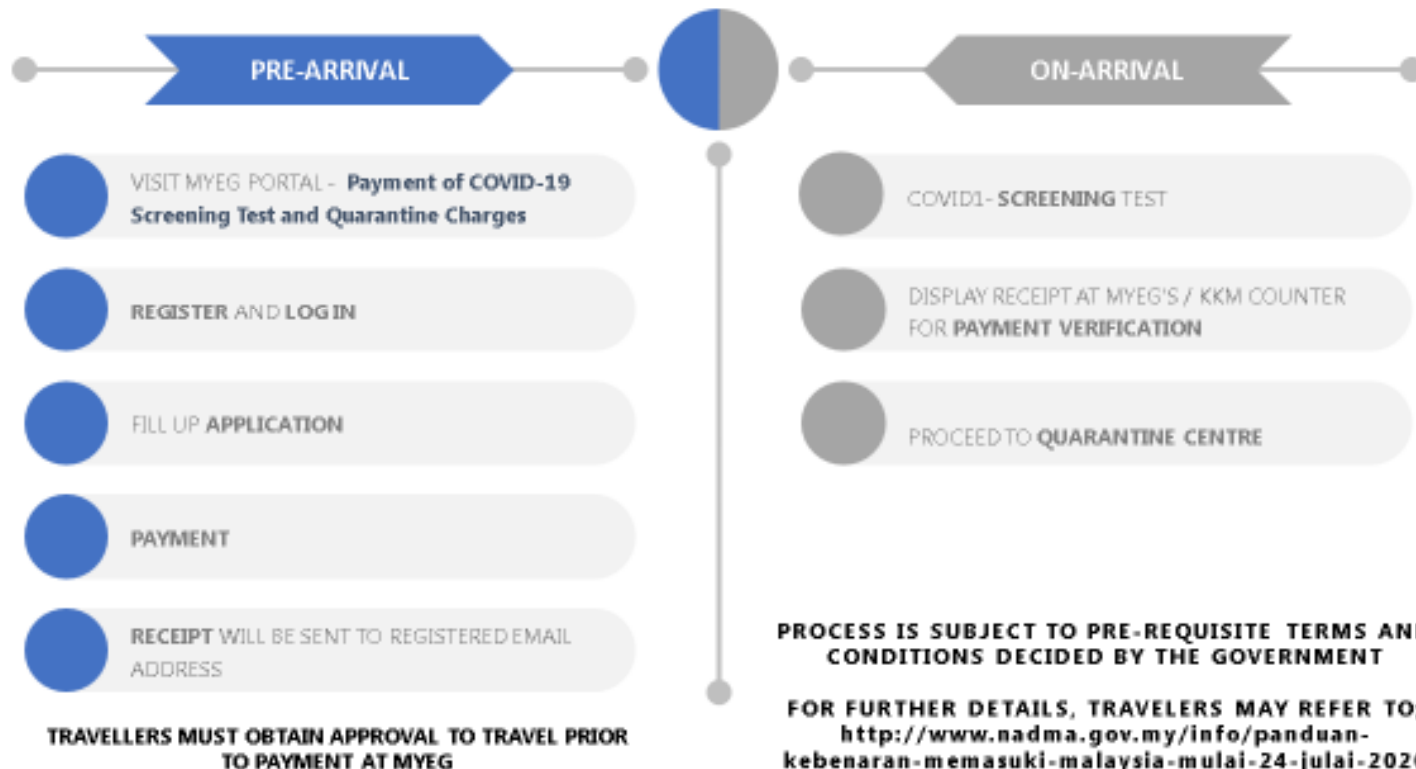 PRE-ARRIVAL
VISIT MYEG PORTAL - Payment of COVID-19
Screening Test and Quarantine Charges
REGISTER AND LOG IN
FILL UP APPLICATION
PAYMENT
RECEIPT WILL BE SENT TO REGISTERED EMAIL
ADDRESS
TRAVELLERS MUST OBTAIN APPROVAL TO TRAVEL PRIOR
TO PAYMENT AT MYEG
ON-ARRIVAL
COVID1- SCREENING TEST
DISPLAY RECEIPT AT MYEG'S / KKM COUNTER
FOR PAYMENT VERIFICATION
PROCEED TO QUARANTINE CENTRE
PROCESS IS SUBJECT TO PRE-REQUISITE TERMS AND
CONDITIONS DECIDED BY THE GOVERNMENT
FOR FURTHER DETAILS, TRAVELERS MAY REFER TO:
http://www.nadma.gov.my/info/panduan-
kebenaran-memasuki-malaysia-mulai-24-julai-2020